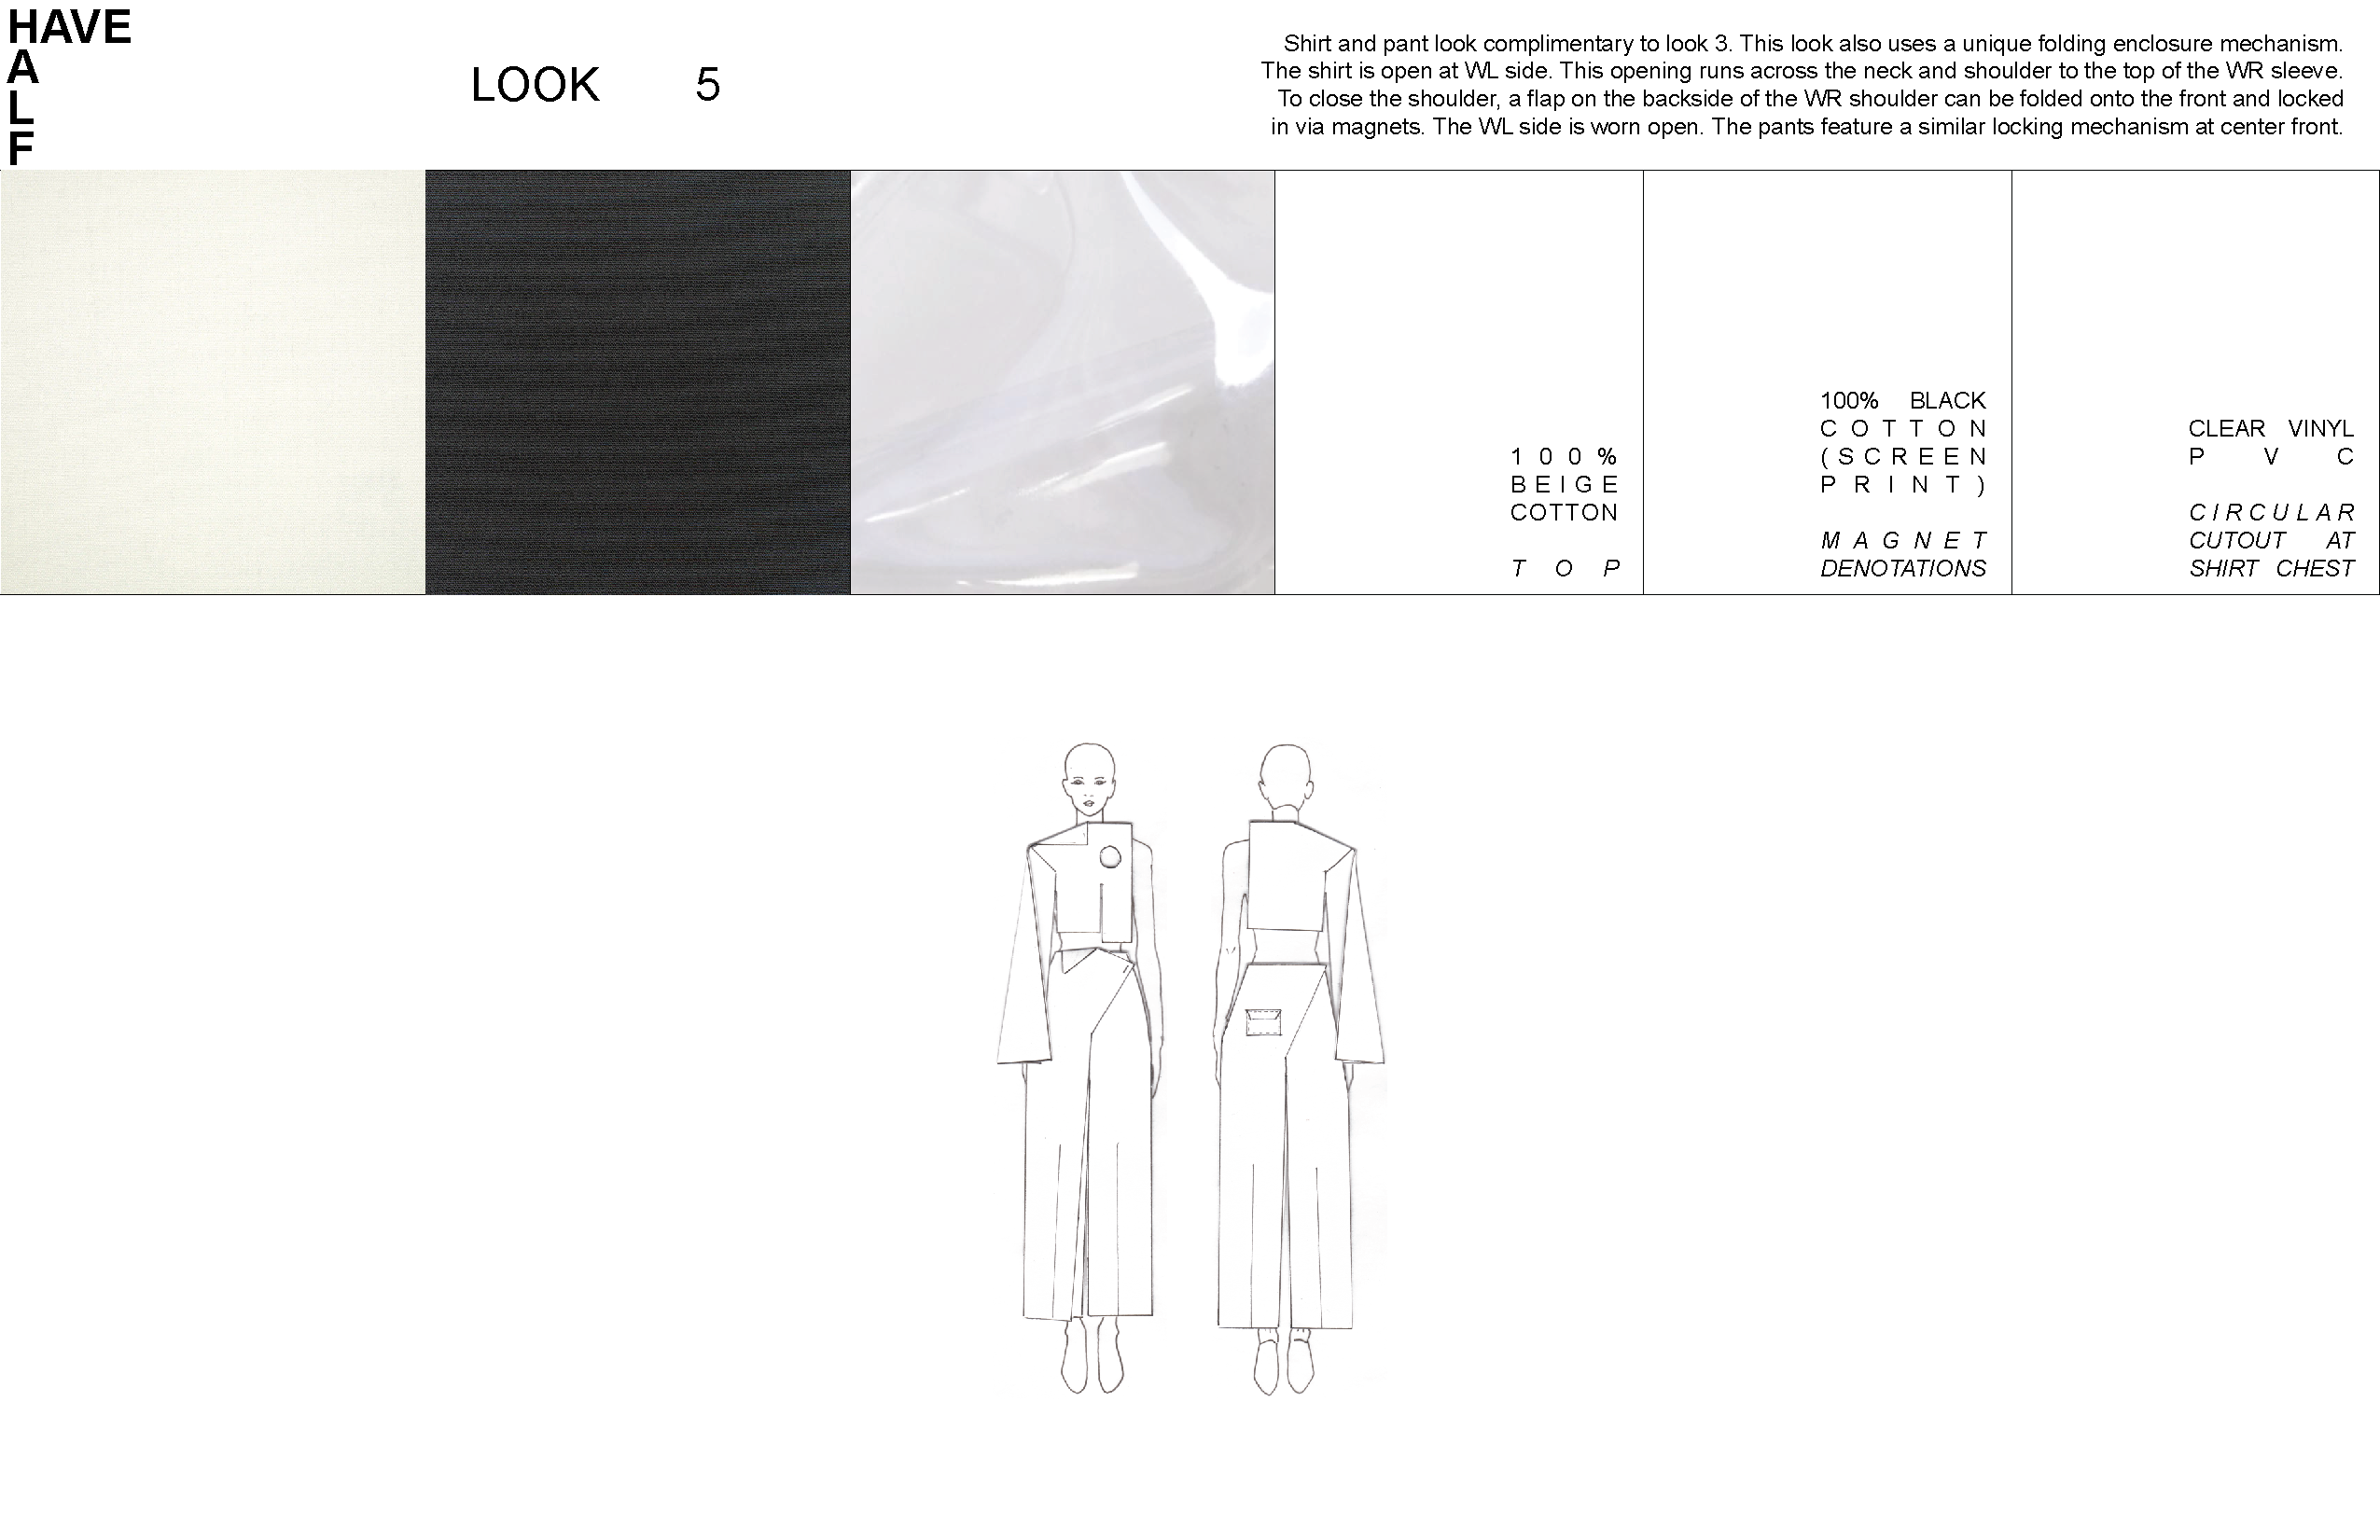 HAVE
A
L
F
LOOK 5
Shirt and pant look complimentary to look 3. This look also uses a unique folding enclosure mechanism.
The shirt is open at WL side. This opening runs across the neck and shoulder to the top of the WR sleeve.
To close the shoulder, a flap on the backside of the WR shoulder can be folded onto the front and locked
in via magnets. The WL side is worn open. The pants feature a similar locking mechanism at center front.
100%
BEIGE
COTTON
TOP
100% BLACK
COTTON
(SCREEN
PRINT)
MAGNET
DENOTATIONS
CLEAR VINYL
PVC
CIRCULAR
CUTOUT AT
SHIRT CHEST